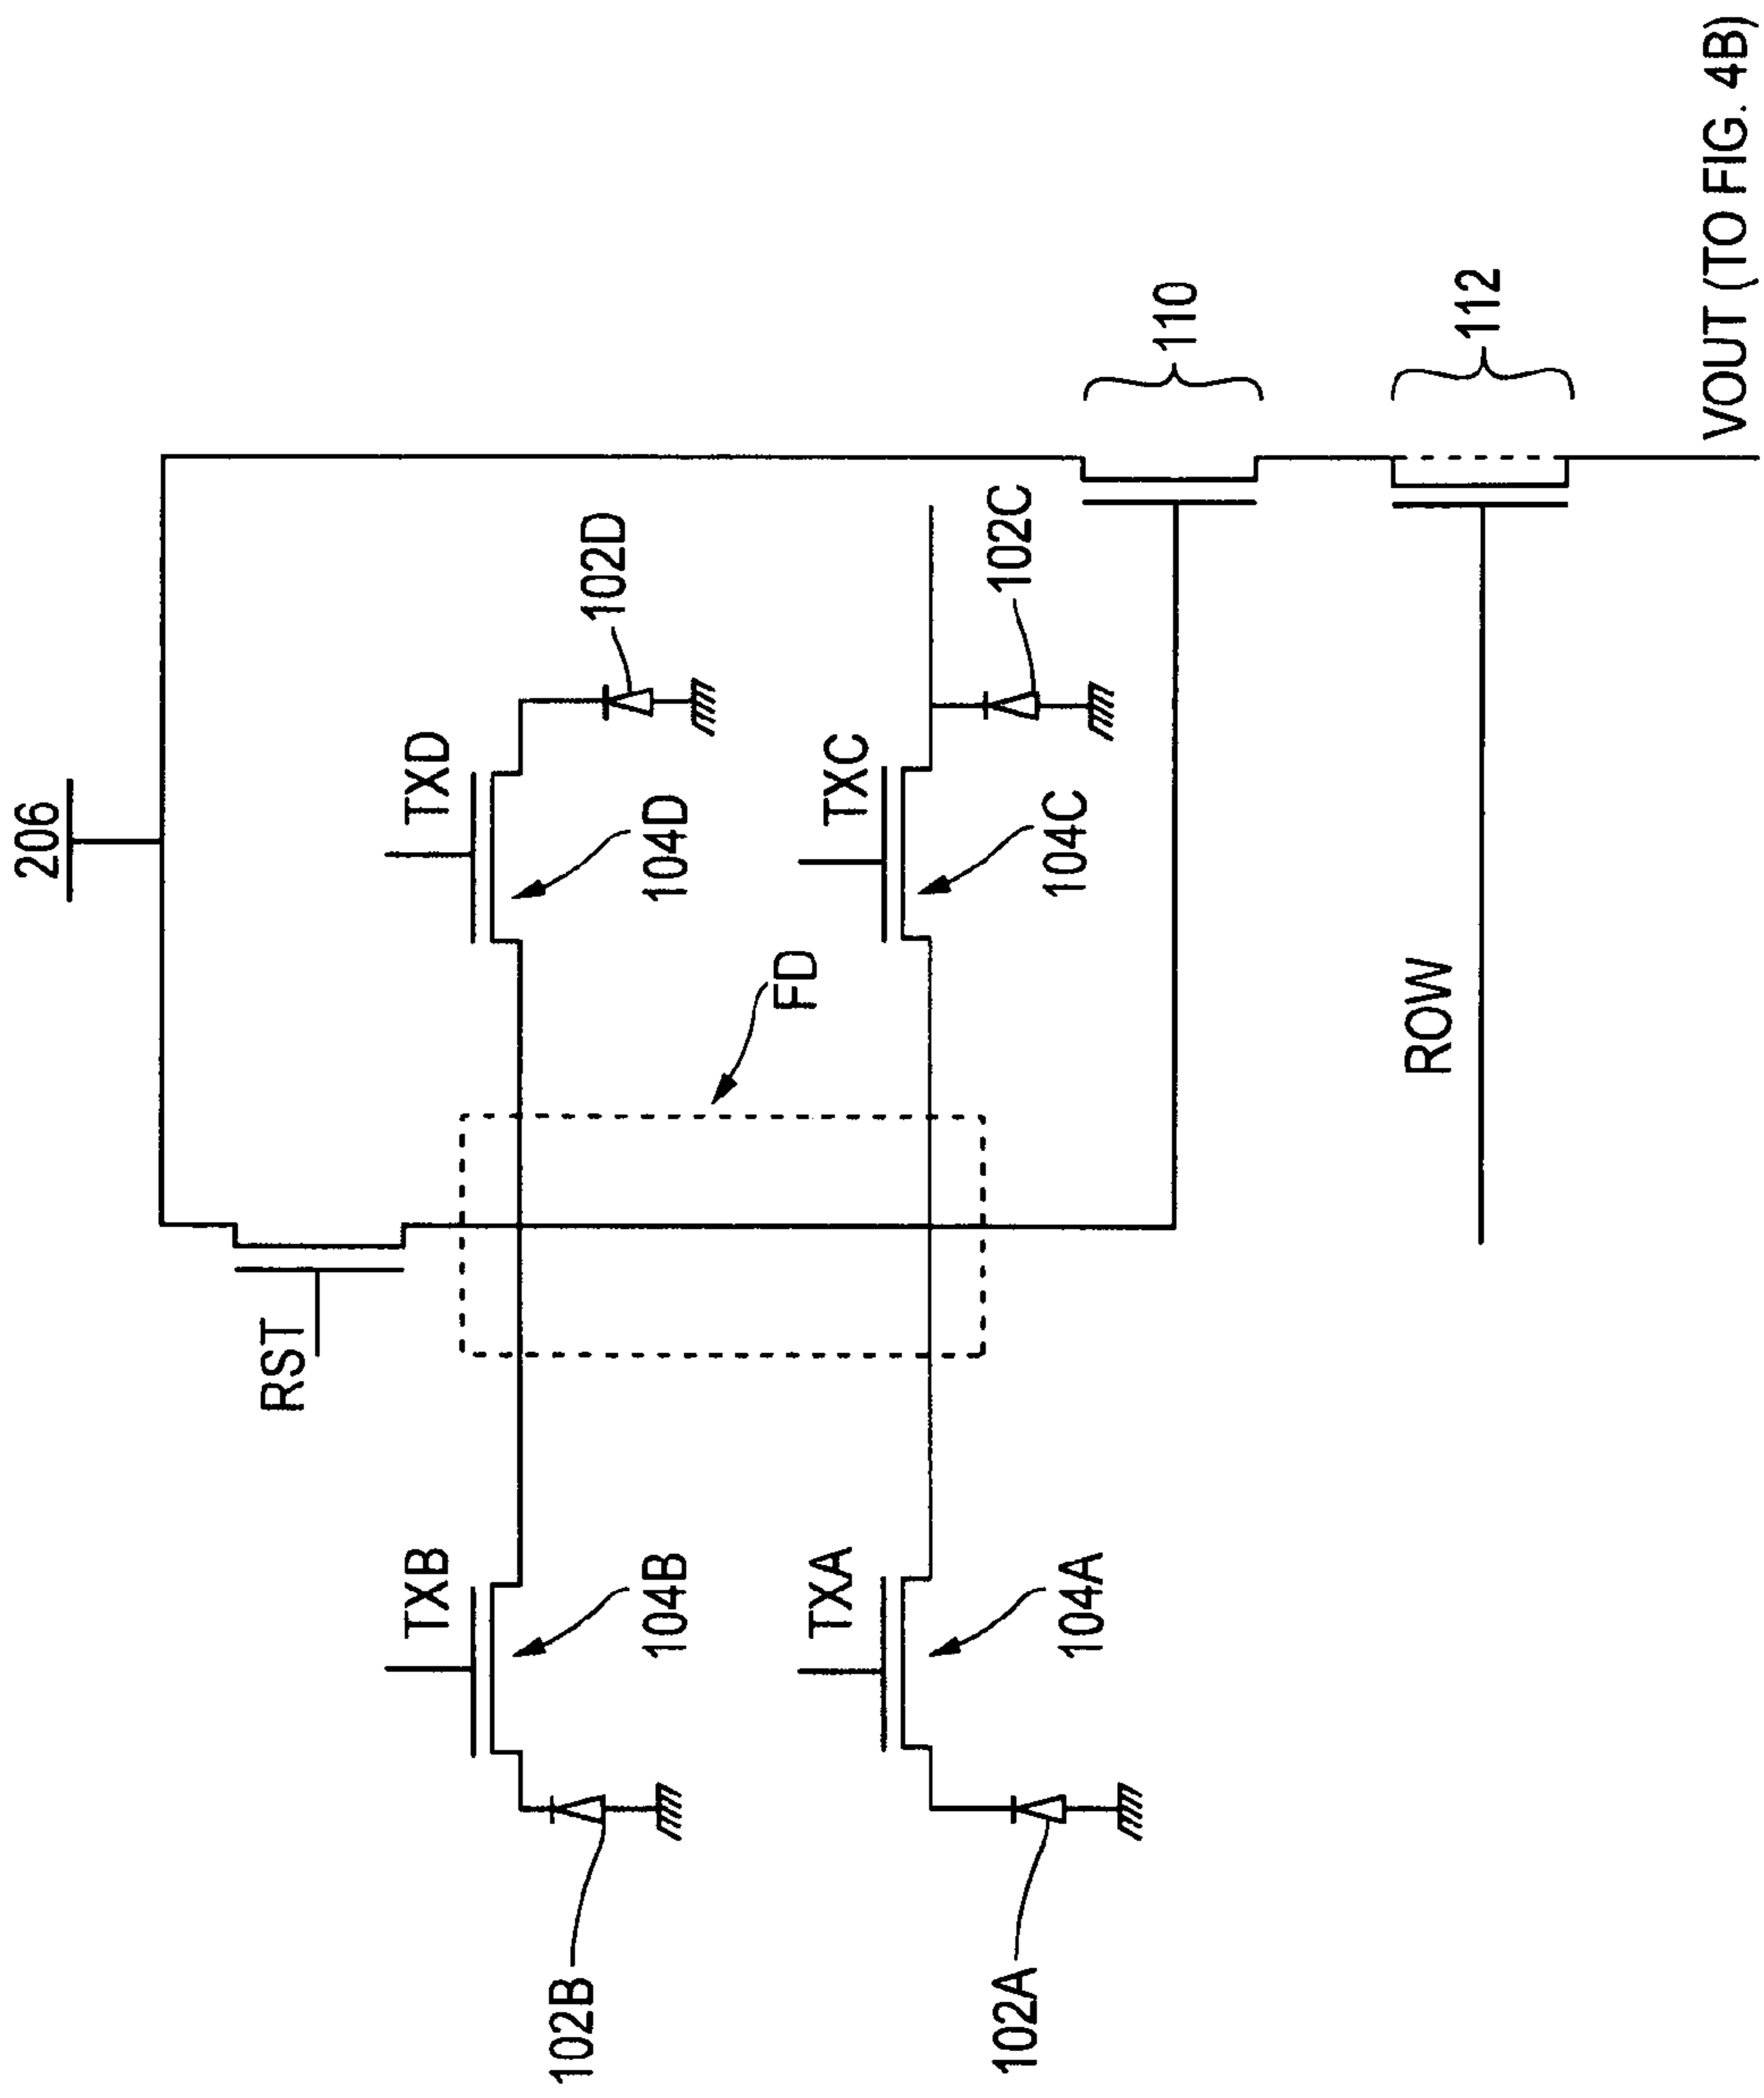 206
RST
TXB
TXD
104B
104D
102D
102B
FD
TXA
TXC
104A
104C
102C
102A
110
ROW
112
VOUT (TO FIG. 4B)